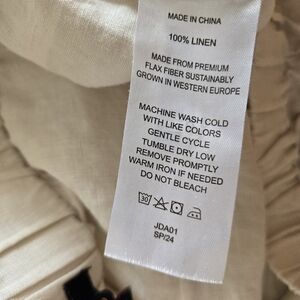 MADE IN CHINA
100% LINEN
MADE FROM PREMIUM
FLAX FIBER SUSTAINABLY
GROWN IN WESTERN EUROPE
MACHINE WASH COLD
WITH LIKE COLORS
GENTLE CYCLE
TUMBLE DRY LOW
REMOVE PROMPTLY
WARM IRON IF NEEDED
DO NOT BLEACH
JDA01
SP/24